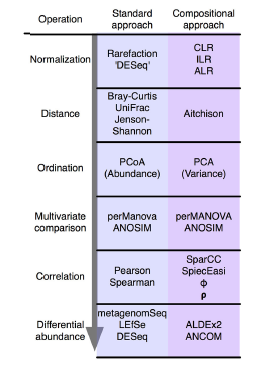 Operation
Standard
approach
Compositional
approach
Normalization
Rarefaction
'DESeq'
CLR
ILR
ALR
Distance
Bray-Curtis
UniFrac
Jenson-
Shannon
Aitchison
Ordination
PCoA
(Abundance)
PCA
(Variance)
Multivariate
comparison
perManova
ANOSIM
perMANOVA
ANOSIM
Correlation
Pearson
Spearman
SparCC
SpiecEasi
Φ
ρ
Differential
abundance
metagenomSeq
LEfSe
DESeq
ALDEx2
ANCOM